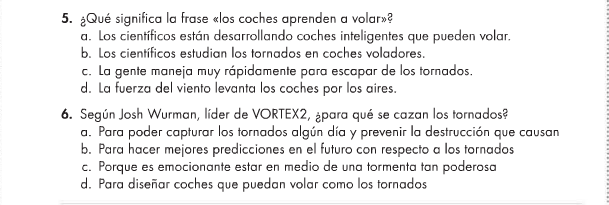 5. ¿Qué significa la frase «los coches aprenden a volar»?
a. Los científicos están desarrollando coches inteligentes que pueden volar.
b. Los científicos estudian los tornados en coches voladores.
c. La gente maneja muy rápidamente para escapar de los tornados.
d. La fuerza del viento levanta los coches por los aires.
6. Según Josh Wurman, líder de VORTEX2, ¿para qué se cazan los tornados?
a. Para poder capturar los tornados algún día y prevenir la destrucción que causan
b. Para hacer mejores predicciones en el futuro con respecto a los tornados
c. Porque es emocionante estar en medio de una tormenta tan poderosa
d. Para diseñar coches que puedan volar como los tornados